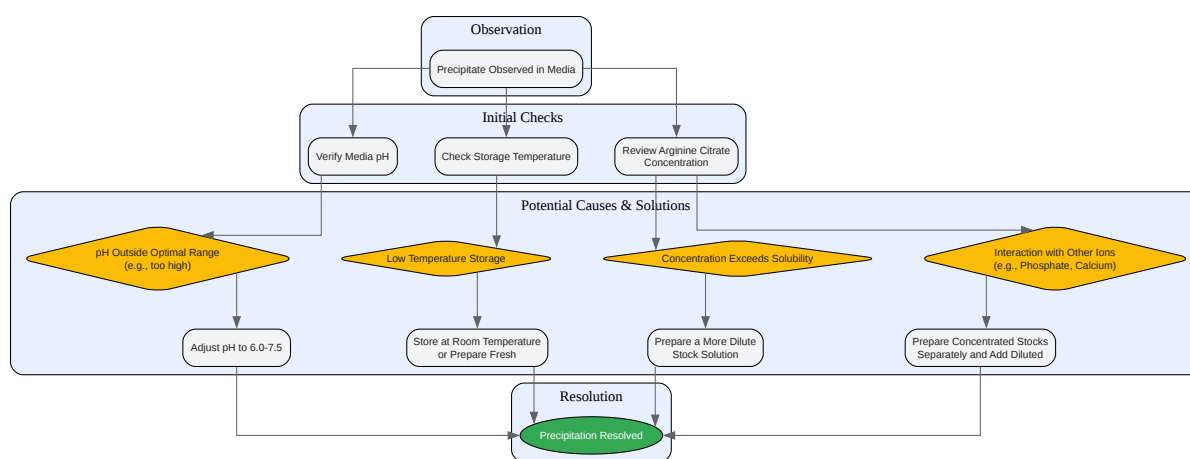 Observation
Precipitate Observed in Media
Initial Checks
Verify Media pH
Check Storage Temperature
Review Arginine Citrate
Concentration
Potential Causes & Solutions
pH Outside Optimal Range
(e.g., too high)
Low Temperature Storage
Concentration Exceeds Solubility
Interaction with Other Ions
(e.g., Phosphate, Calcium)
Adjust pH to 6.0-7.5
Store at Room Temperature
or Prepare Fresh
Prepare a More Dilute
Stock Solution
Prepare Concentrated Stocks
Separately and Add Diluted
Resolution
Precipitation Resolved